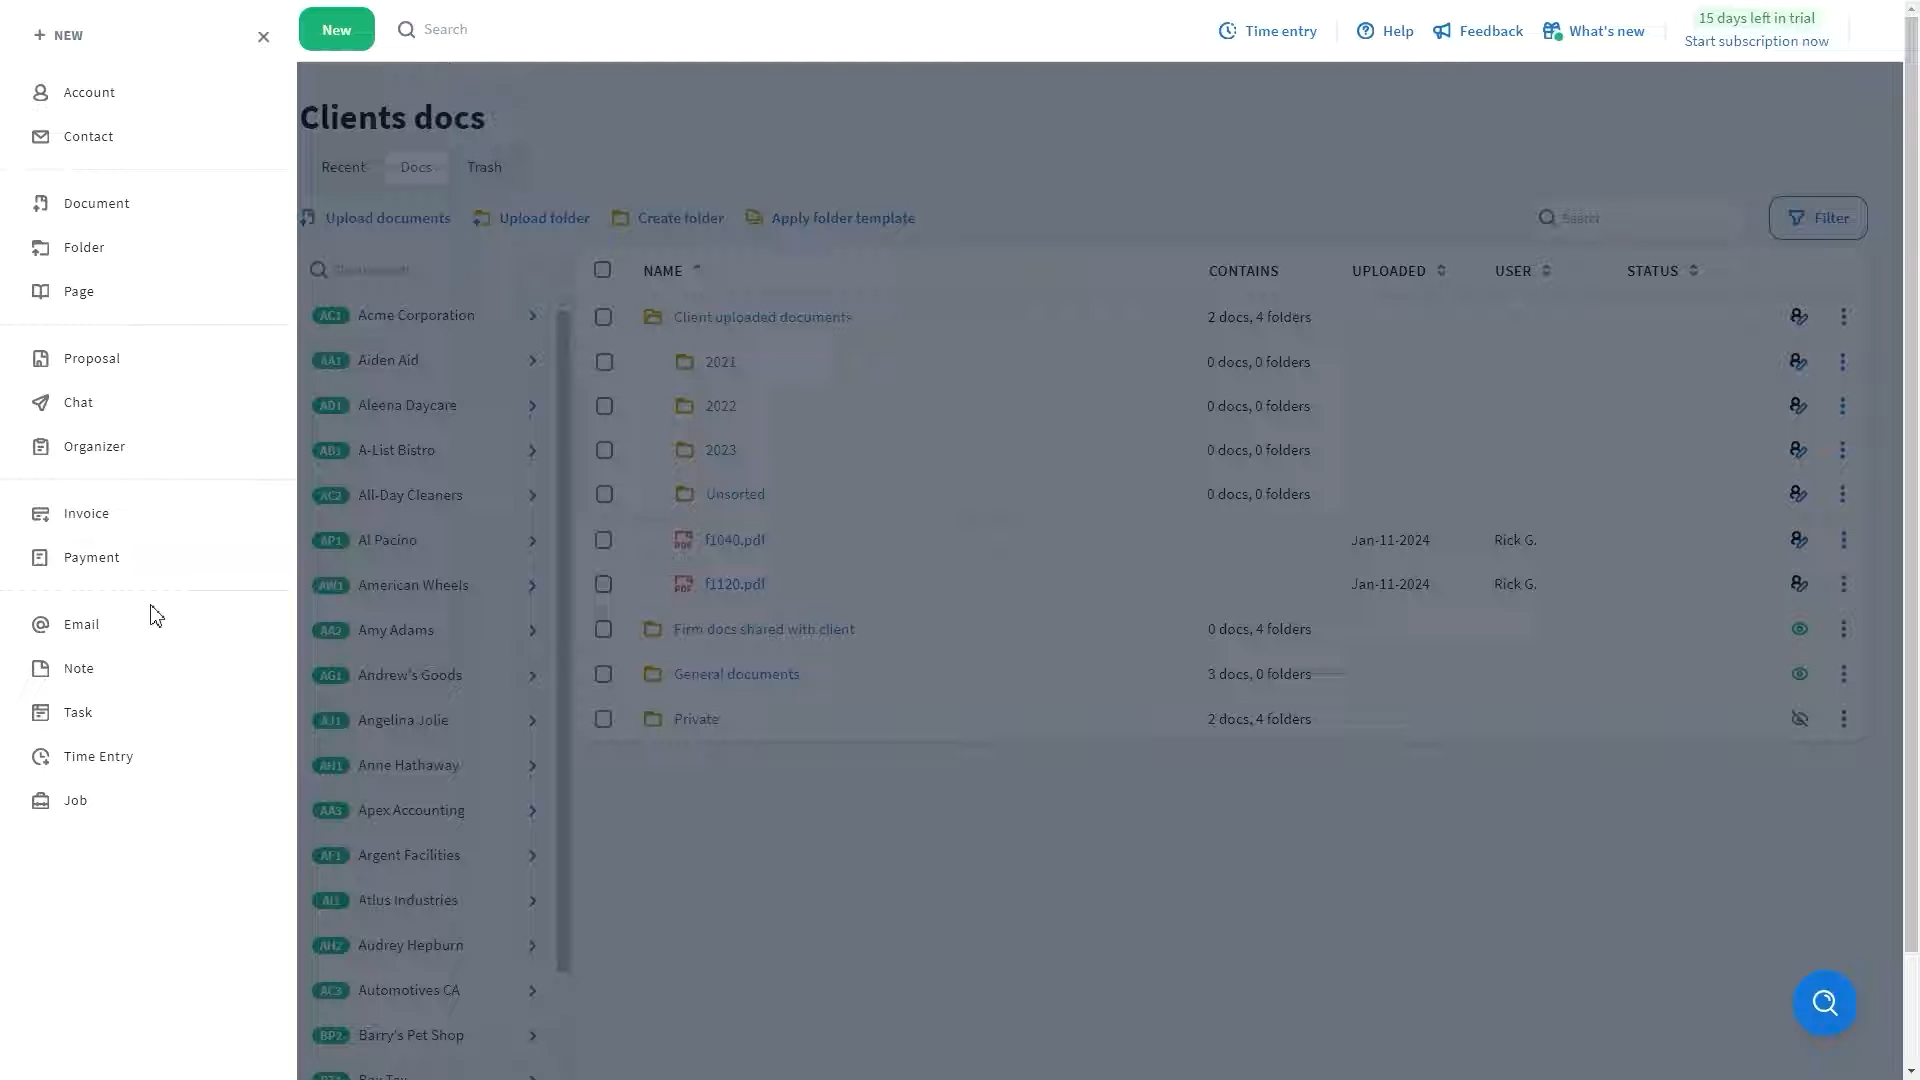 NEW
Account
Contact
Document
Folder
Page
Proposal
Chat
Organizer
Invoice
Payment
Email
Note
Task
Time Entry
Job
New
Search
Time entry
Help
Feedback
What's new
15 days left in trial
Start subscription now
Clients docs
Recent
Docs
Trash
Upload documents
Upload folder
Create folder
Apply folder template
Search
Filter
AC1 Acme Corporation
AA1 Aiden Aid
AD1 Aleena Daycare
AB1 A-List Bistro
AC2 All-Day Cleaners
AP1 Al Pacino
AW1 American Wheels
AA2 Amy Adams
AG1 Andrew's Goods
AJ1 Angelina Jolie
AH1 Anne Hathaway
AA3 Apex Accounting
AF1 Argent Facilities
AI1 Atlus Industries
AH2 Audrey Hepburn
AC3 Automotives CA
BP2 Barry's Pet Shop
NAME CONTAINS UPLOADED USER STATUS
Client uploaded documents 2 docs, 4 folders
2021 0 docs, 0 folders
2022 0 docs, 0 folders
2023 0 docs, 0 folders
Unsorted 0 docs, 0 folders
PDF f1040.pdf Jan-11-2024 Rick G.
PDF f1120.pdf Jan-11-2024 Rick G.
Firm docs shared with client 0 docs, 4 folders
General documents 3 docs, 0 folders
Private 2 docs, 4 folders